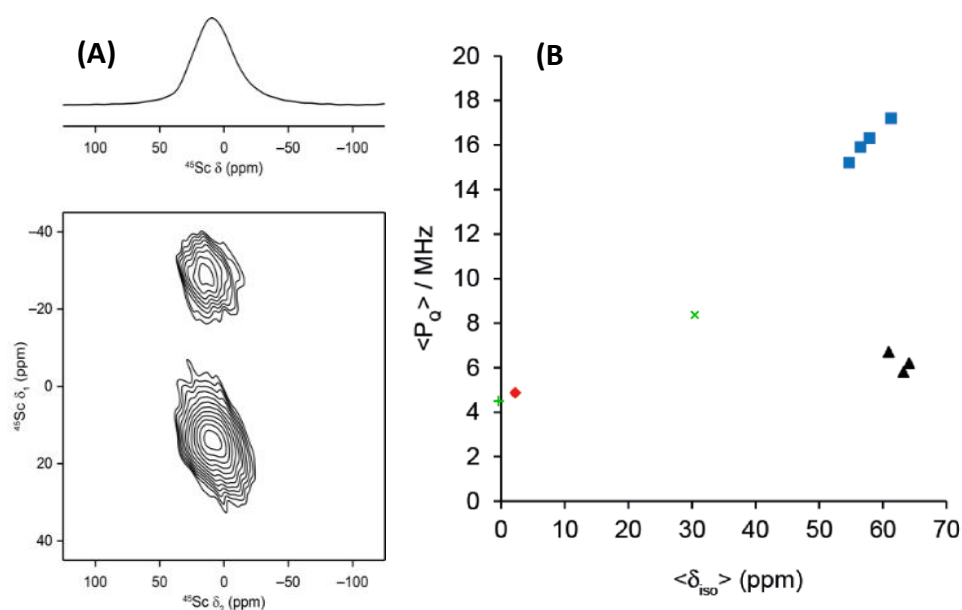 (A)
100 50 0 −50 −100
⁴⁵Sc δ (ppm)
−40
−20
0
20
40
⁴⁵Sc δ₁ (ppm)
100 50 0 −50 −100
⁴⁵Sc δ₂ (ppm)
(B)
20
18
16
14
12
10
8
6
4
2
0
<P_Q> / MHz
0 10 20 30 40 50 60 70
<δ_iso> (ppm)